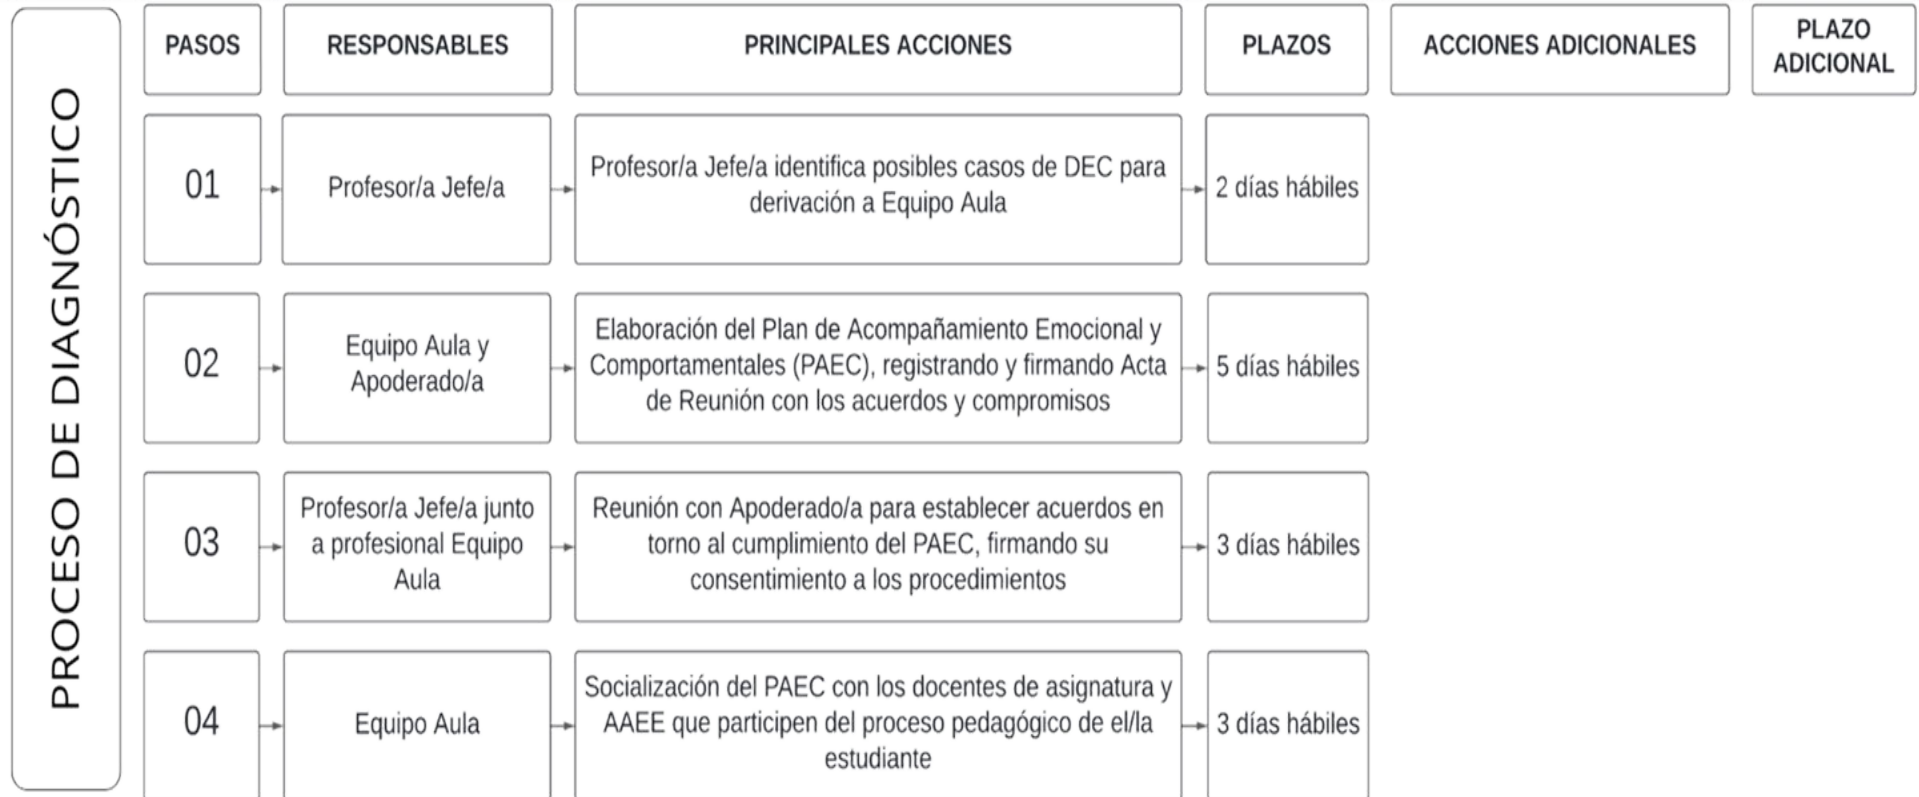 PROCESO DE DIAGNÓSTICO
PASOS
RESPONSABLES
PRINCIPALES ACCIONES
PLAZOS
ACCIONES ADICIONALES
PLAZO
ADICIONAL
01
Profesor/a Jefe/a
Profesor/a Jefe/a identifica posibles casos de DEC para
derivación a Equipo Aula
2 días hábiles
02
Equipo Aula y
Apoderado/a
Elaboración del Plan de Acompañamiento Emocional y
Comportamentales (PAEC), registrando y firmando Acta
de Reunión con los acuerdos y compromisos
5 días hábiles
03
Profesor/a Jefe/a junto
a profesional Equipo
Aula
Reunión con Apoderado/a para establecer acuerdos en
torno al cumplimiento del PAEC, firmando su
consentimiento a los procedimientos
3 días hábiles
04
Equipo Aula
Socialización del PAEC con los docentes de asignatura y
AAEE que participen del proceso pedagógico de el/la
estudiante
3 días hábiles